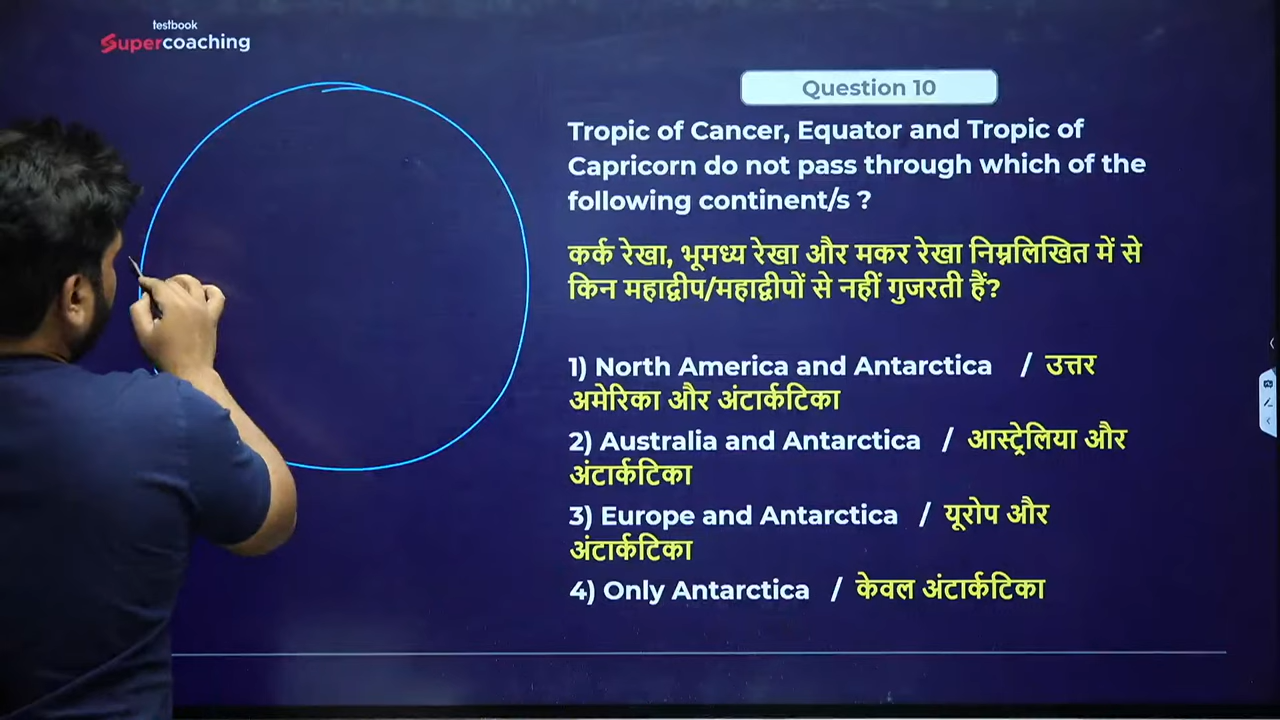 testbook
Supercoaching
Question 10
Tropic of Cancer, Equator and Tropic of
Capricorn do not pass through which of the
following continent/s ?
कर्क रेखा, भूमध्य रेखा और मकर रेखा निम्नलिखित में से
किन महाद्वीप/महाद्वीपों से नहीं गुजरती हैं?
1) North America and Antarctica / उत्तर
अमेरिका और अंटार्कटिका
2) Australia and Antarctica / आस्ट्रेलिया और
अंटार्कटिका
3) Europe and Antarctica / यूरोप और
अंटार्कटिका
4) Only Antarctica / केवल अंटार्कटिका